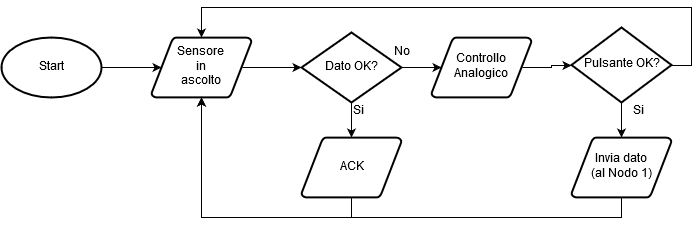 Start
Sensore
in
ascolto
Dato OK?
No
Controllo
Analogico
Pulsante OK?
Si
Si
ACK
Invia dato
(al Nodo 1)